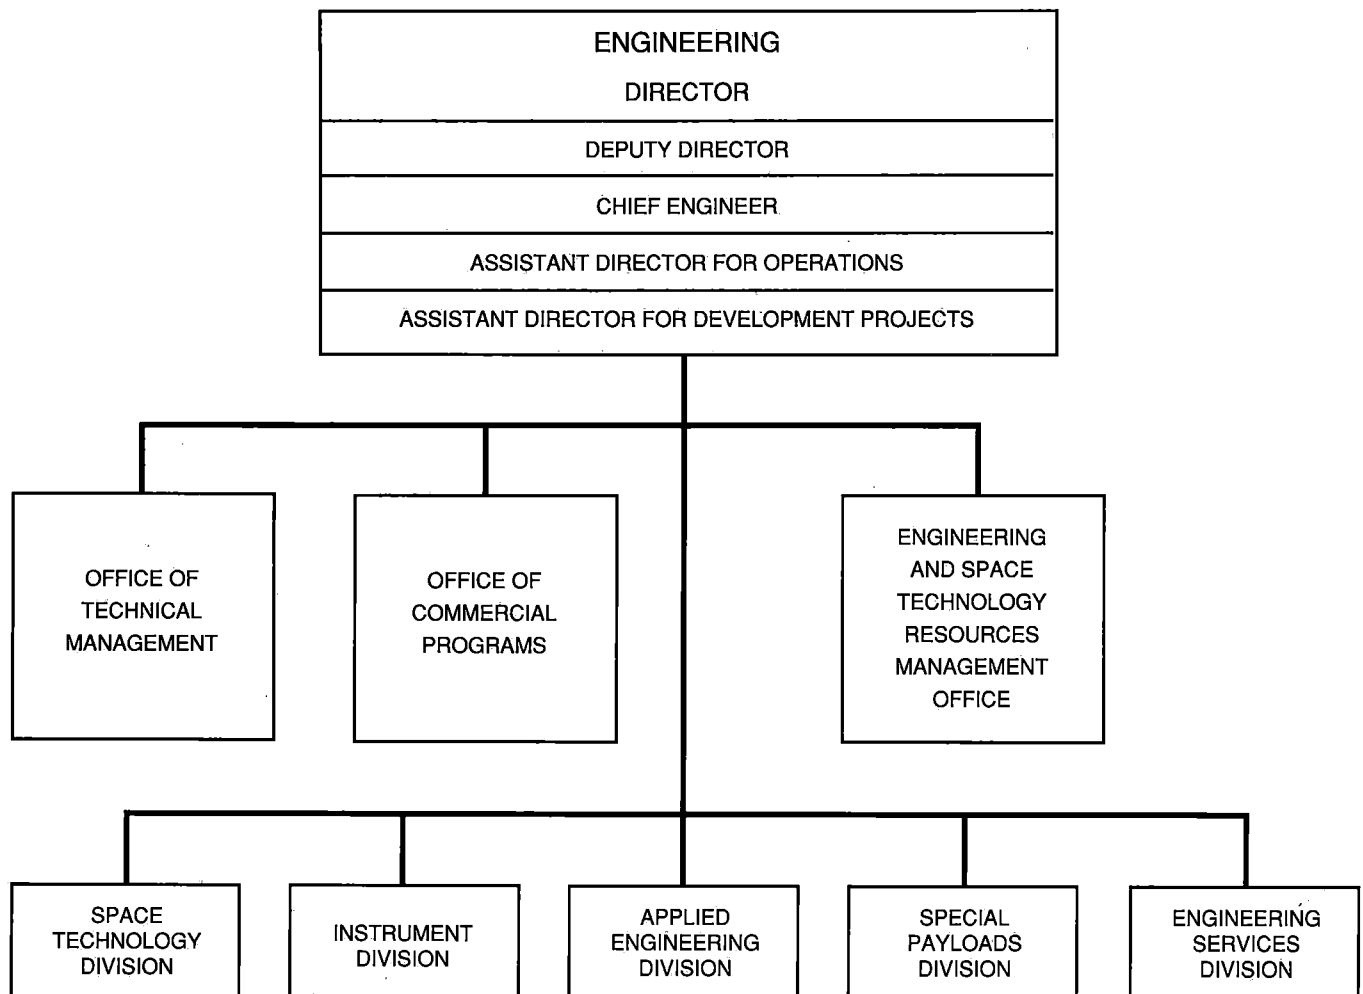 ENGINEERING
DIRECTOR
DEPUTY DIRECTOR
CHIEF ENGINEER
ASSISTANT DIRECTOR FOR OPERATIONS
ASSISTANT DIRECTOR FOR DEVELOPMENT PROJECTS
OFFICE OF
TECHNICAL
MANAGEMENT
OFFICE OF
COMMERCIAL
PROGRAMS
ENGINEERING
AND SPACE
TECHNOLOGY
RESOURCES
MANAGEMENT
OFFICE
SPACE
TECHNOLOGY
DIVISION
INSTRUMENT
DIVISION
APPLIED
ENGINEERING
DIVISION
SPECIAL
PAYLOADS
DIVISION
ENGINEERING
SERVICES
DIVISION